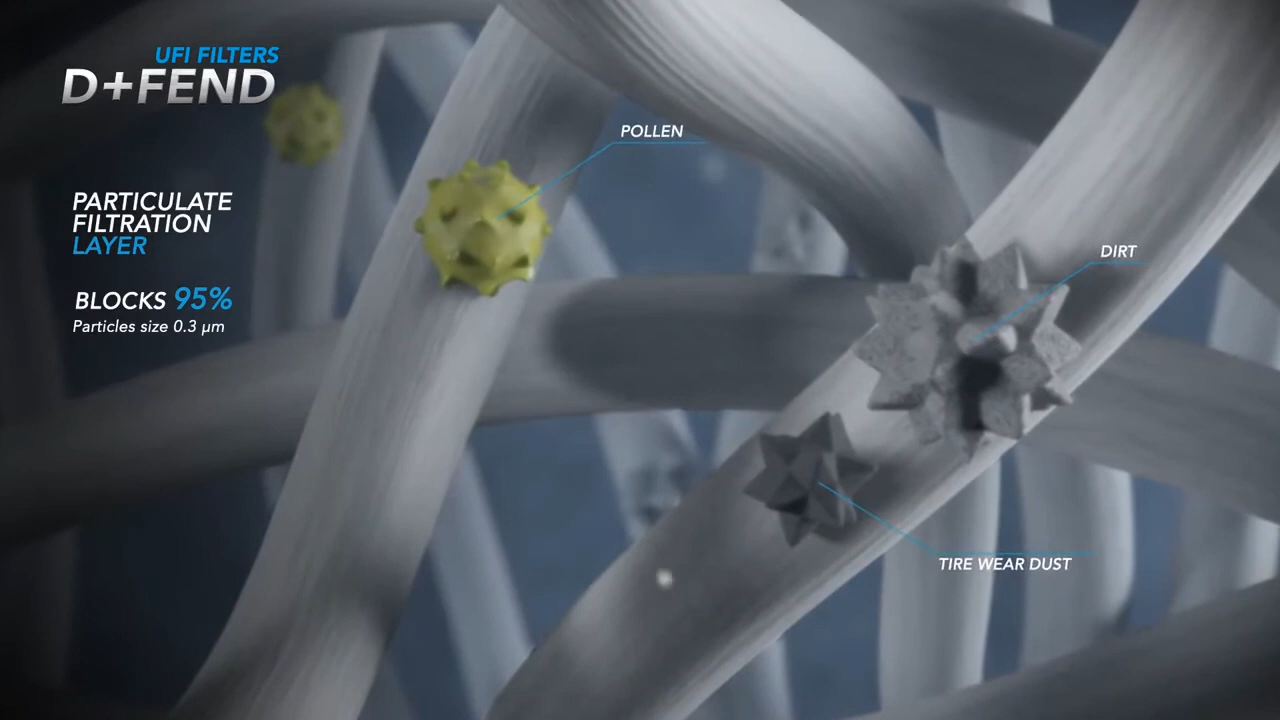 UFI FILTERS
D+FEND
PARTICULATE
FILTRATION
LAYER
BLOCKS 95%
Particles size 0.3 µm
POLLEN
DIRT
TIRE WEAR DUST